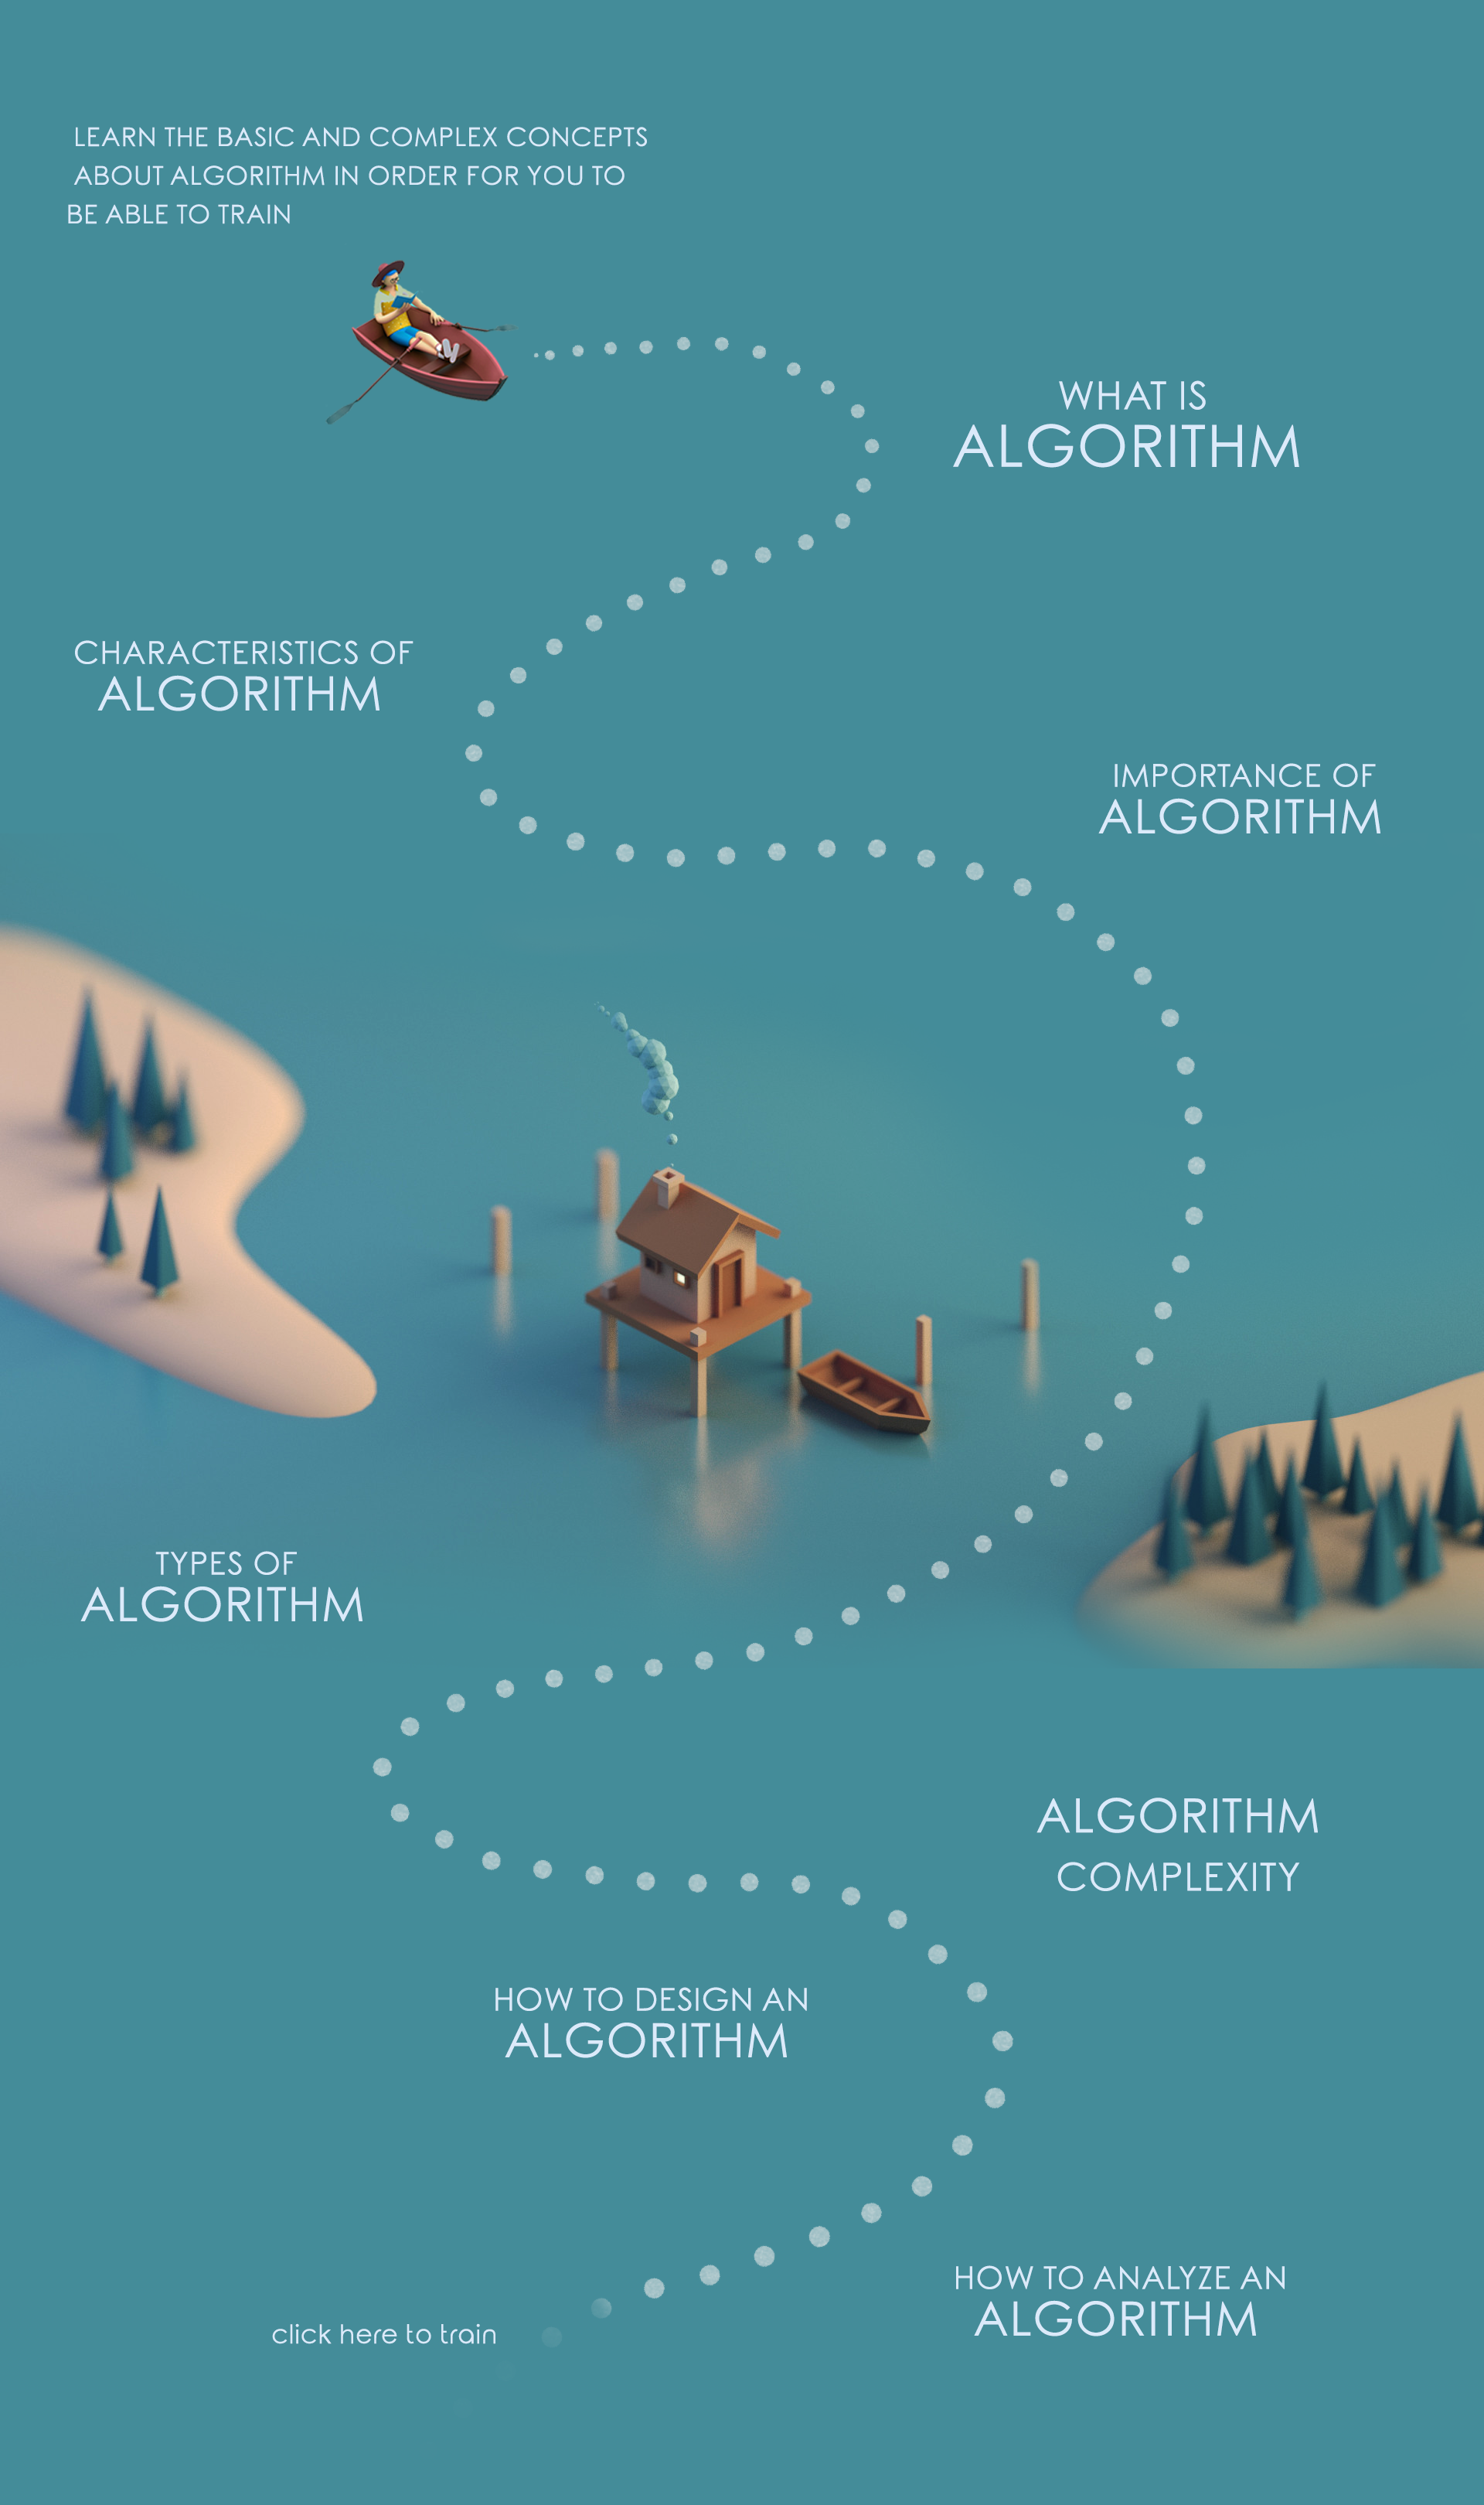 LEARN THE BASIC AND COMPLEX CONCEPTS
ABOUT ALGORITHM IN ORDER FOR YOU TO
BE ABLE TO TRAIN
WHAT IS
ALGORITHM
CHARACTERISTICS OF
ALGORITHM
IMPORTANCE OF
ALGORITHM
TYPES OF
ALGORITHM
ALGORITHM
COMPLEXITY
HOW TO DESIGN AN
ALGORITHM
HOW TO ANALYZE AN
ALGORITHM
click here to train